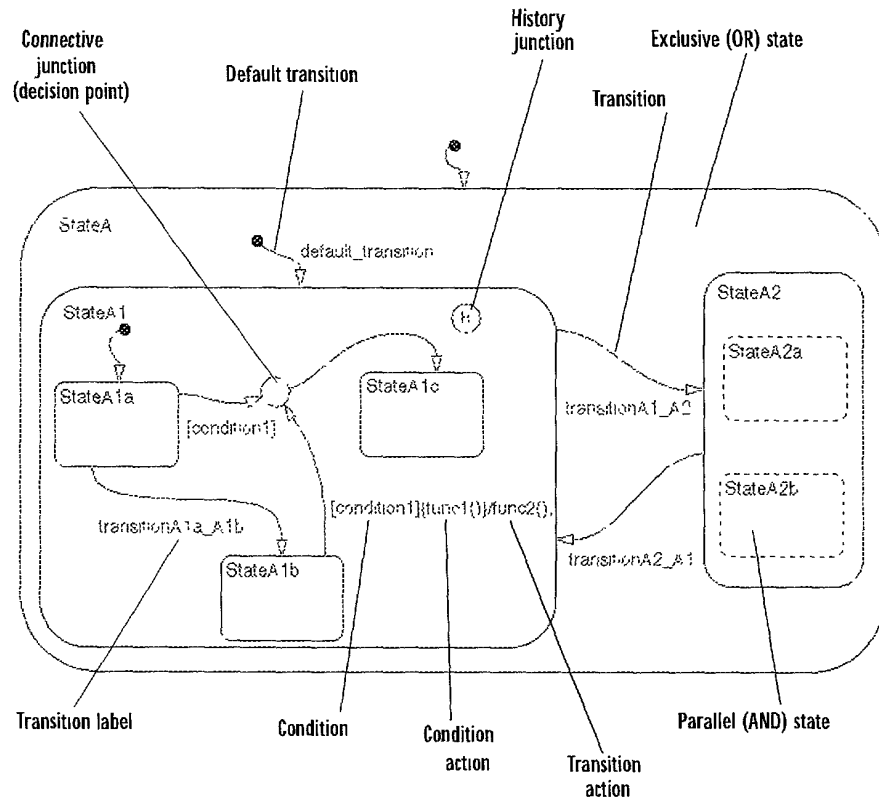 History
junction
Connective
junction
(decision point)
Exclusive (OR) state
Default transition
Transition
StateA
default_transition
StateA1
h
StateA2
StateA2a
StateA1a
StateA1c
transitionA1_A2
[condition1]
StateA2b
[condition1]{func1()}/func2(),
transitionA1a_A1b
transitionA2_A1
StateA1b
Transition label
Condition
Condition
action
Transition
action
Parallel (AND) state